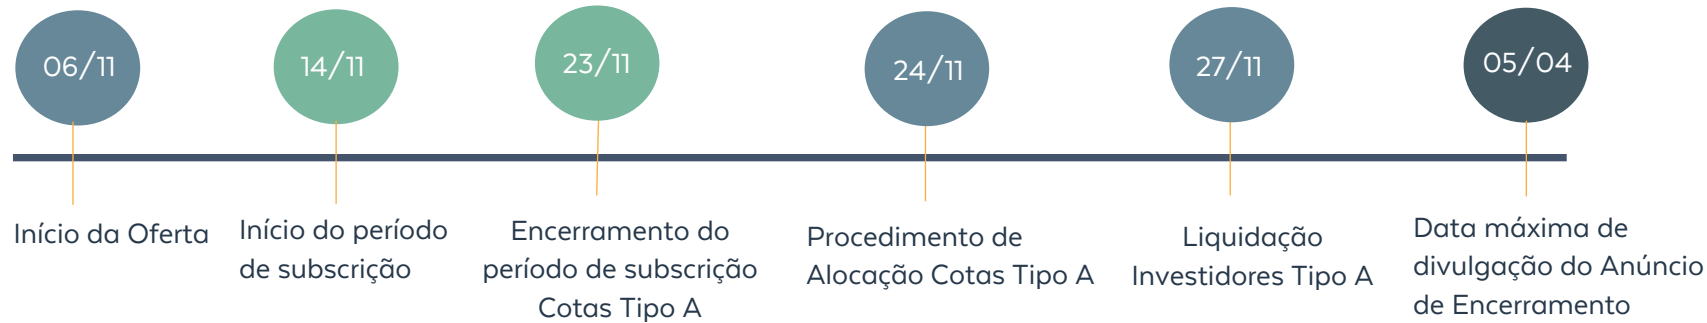 06/11
14/11
23/11
24/11
27/11
05/04
Início da Oferta
Início do período
de subscrição
Encerramento do
período de subscrição
Cotas Tipo A
Procedimento de
Alocação Cotas Tipo A
Liquidação
Investidores Tipo A
Data máxima de
divulgação do Anúncio
de Encerramento